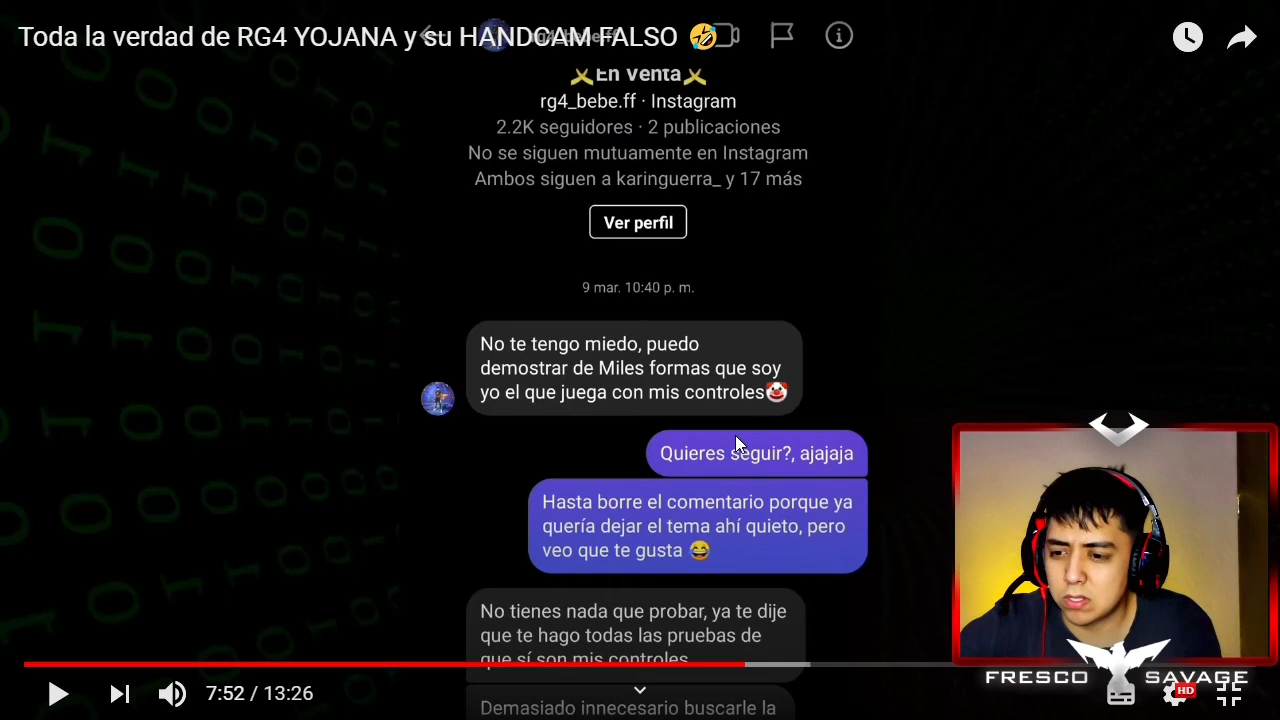 Toda la verdad de RG4 YOJANA y su HANDCAM FALSO 🤣
En Venta
rg4_bebe.ff · Instagram
2.2K seguidores · 2 publicaciones
No se siguen mutuamente en Instagram
Ambos siguen a karinguerra_ y 17 más
Ver perfil
9 mar. 10:40 p. m.
No te tengo miedo, puedo
demostrar de Miles formas que soy
yo el que juega con mis controles🤡
Quieres seguir?, ajajaja
Hasta borre el comentario porque ya
quería dejar el tema ahí quieto, pero
veo que te gusta 😂
No tienes nada que probar, ya te dije
que te hago todas las pruebas de
que sí son mis controles
Demasiado innecesario buscarle la
FRESCO SAVAGE
7:52 / 13:26
HD